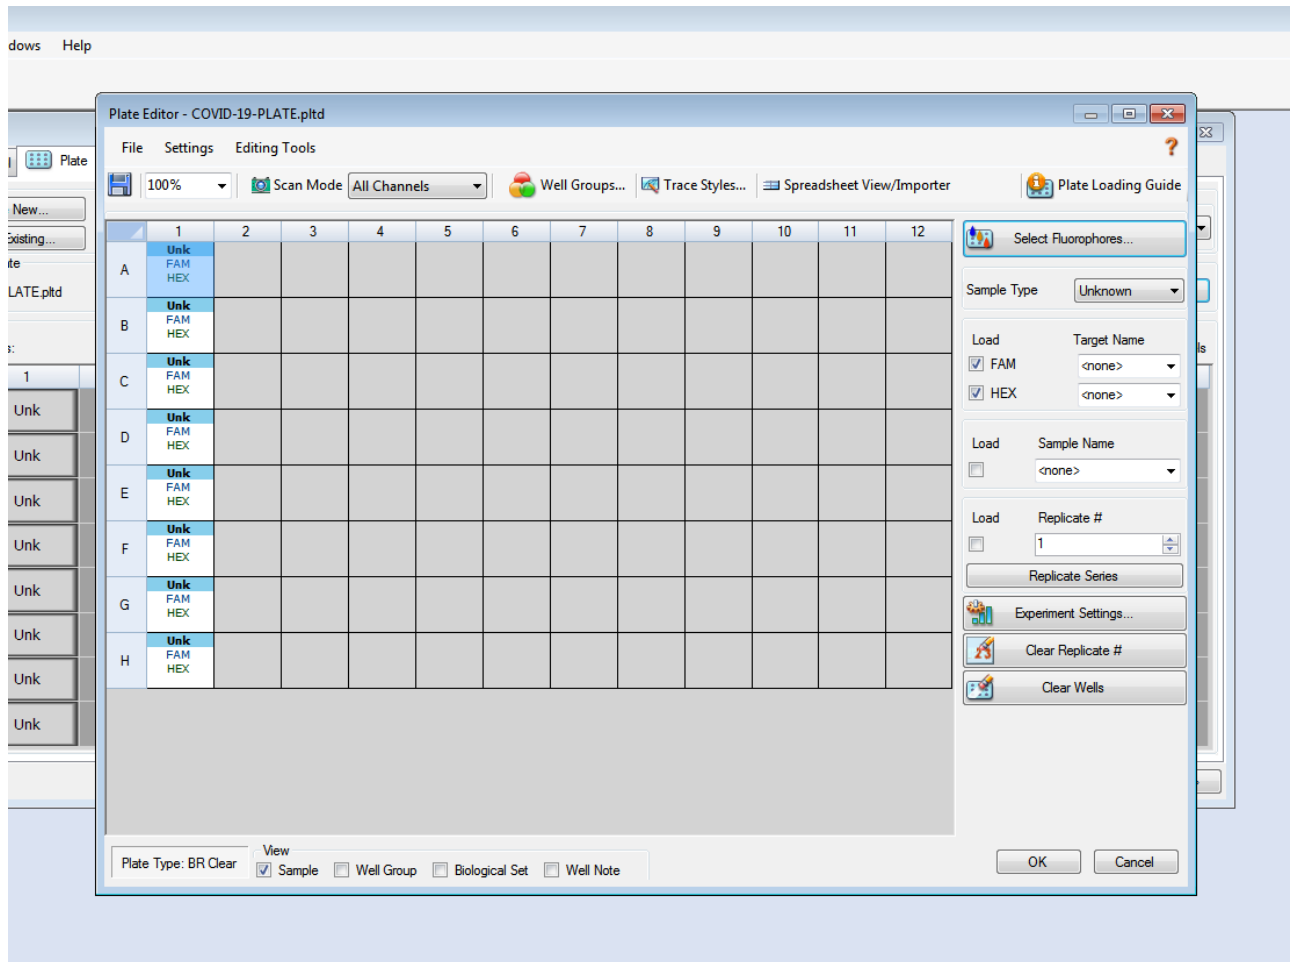 dows Help
Plate Editor - COVID-19-PLATE.pltd
File Settings Editing Tools
?
100% Scan Mode All Channels Well Groups... Trace Styles... Spreadsheet View/Importer Plate Loading Guide
Plate
New...
Existing...
LATE.pltd
1
Unk
Unk
Unk
Unk
Unk
Unk
Unk
Unk
1 2 3 4 5 6 7 8 9 10 11 12
A
Unk
FAM
HEX
B
Unk
FAM
HEX
C
Unk
FAM
HEX
D
Unk
FAM
HEX
E
Unk
FAM
HEX
F
Unk
FAM
HEX
G
Unk
FAM
HEX
H
Unk
FAM
HEX
Select Fluorophores...
Sample Type Unknown
Load Target Name
FAM <none>
HEX <none>
Load Sample Name
<none>
Load Replicate #
1
Replicate Series
Experiment Settings...
Clear Replicate #
Clear Wells
Plate Type: BR Clear
View
Sample Well Group Biological Set Well Note
OK Cancel